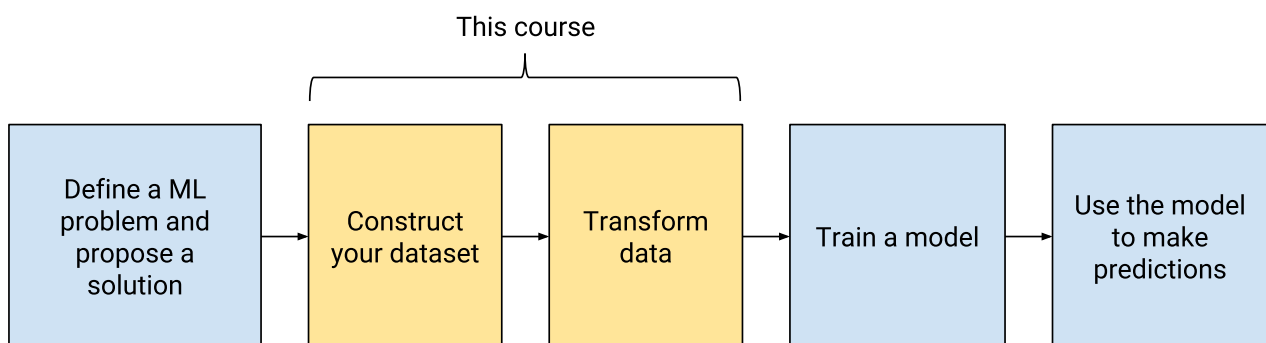 This course
Define a ML
problem and
propose a
solution
Construct
your dataset
Transform
data
Train a model
Use the model
to make
predictions